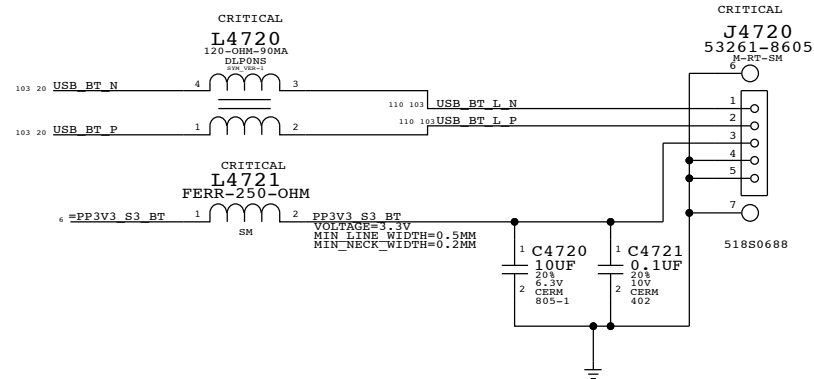 CRITICAL
L4720
120-OHM-90MA
DLP0NS
SYM_VER-1
103 20 USB_BT_N
4
3
103 20 USB_BT_P
1
2
110 103 USB_BT_L_N
110 103 USB_BT_L_P
CRITICAL
J4720
53261-8605
M-RT-SM
6
1
2
3
4
5
7
518S0688
CRITICAL
L4721
FERR-250-OHM
6 =PP3V3_S3_BT
1
2
SM
PP3V3_S3_BT
VOLTAGE=3.3V
MIN_LINE_WIDTH=0.5MM
MIN_NECK_WIDTH=0.2MM
1
C4720
10UF
20%
6.3V
CERM
805-1
2
1
C4721
0.1UF
20%
10V
CERM
402
2